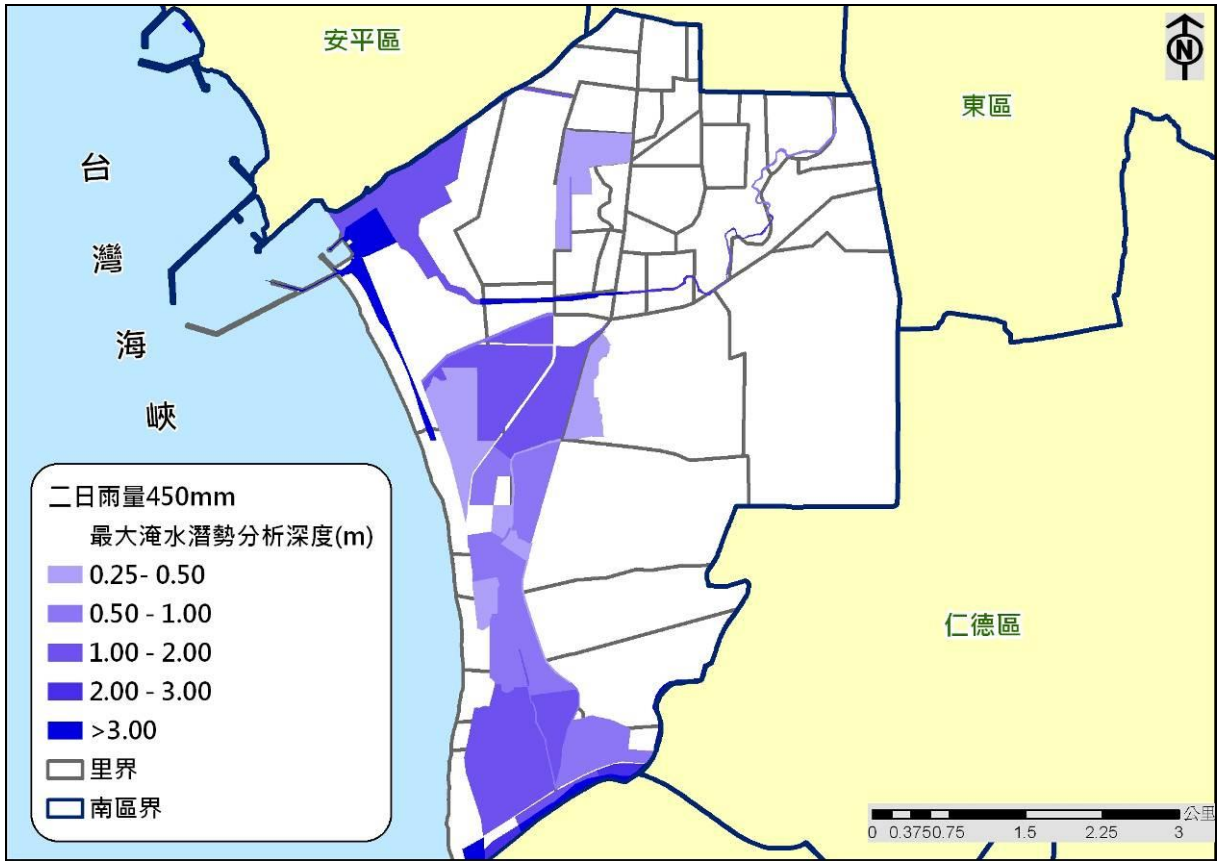 安平區
N
東區
台
灣
海
峽
二日雨量450mm
最大淹水潛勢分析深度(m)
0.25- 0.50
0.50 - 1.00
1.00 - 2.00
2.00 - 3.00
>3.00
里界
南區界
仁德區
公里
0 0.3750.75 1.5 2.25 3